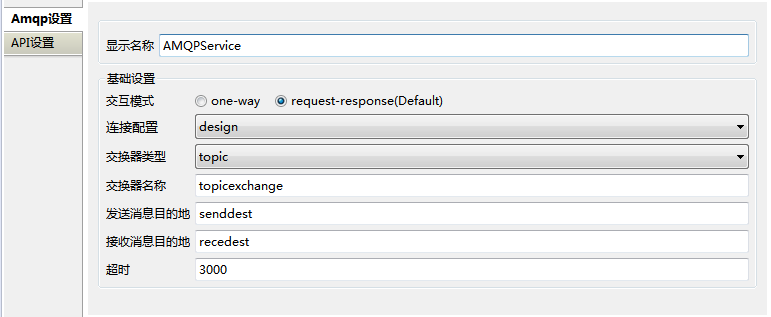 Amqp设置
API设置
显示名称 AMQPService
基础设置
交互模式 one-way request-response(Default)
连接配置 design
交换器类型 topic
交换器名称 topicexchange
发送消息目的地 senddest
接收消息目的地 recedest
超时 3000